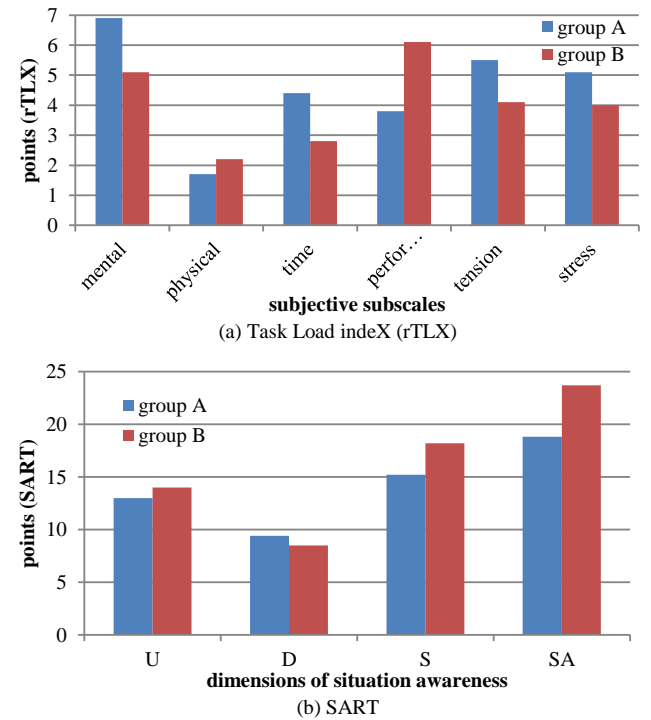 7
6
5
4
3
2
1
0
points (rTLX)
group A
group B
mental
physical
time
perfor…
tension
stress
subjective subscales
(a) Task Load indeX (rTLX)
25
20
15
10
5
0
points (SART)
group A
group B
U D S SA
dimensions of situation awareness
(b) SART